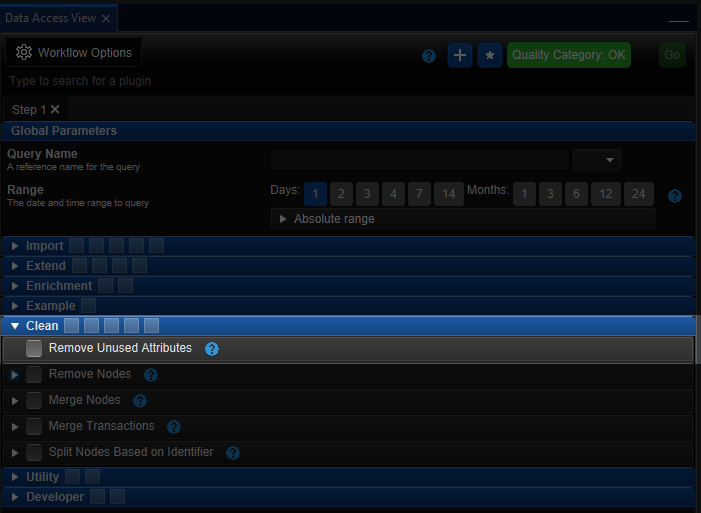 Data Access View ×
Workflow Options ? + ★ Quality Category: OK Go
Type to search for a plugin
Step 1 ×
Global Parameters
Query Name
A reference name for the query
Range Days: 1 2 3 4 7 14 Months: 1 3 6 12 24 ?
The date and time range to query
Absolute range
Import
Extend
Enrichment
Example
Clean
Remove Unused Attributes ?
Remove Nodes ?
Merge Nodes ?
Merge Transactions ?
Split Nodes Based on Identifier ?
Utility
Developer